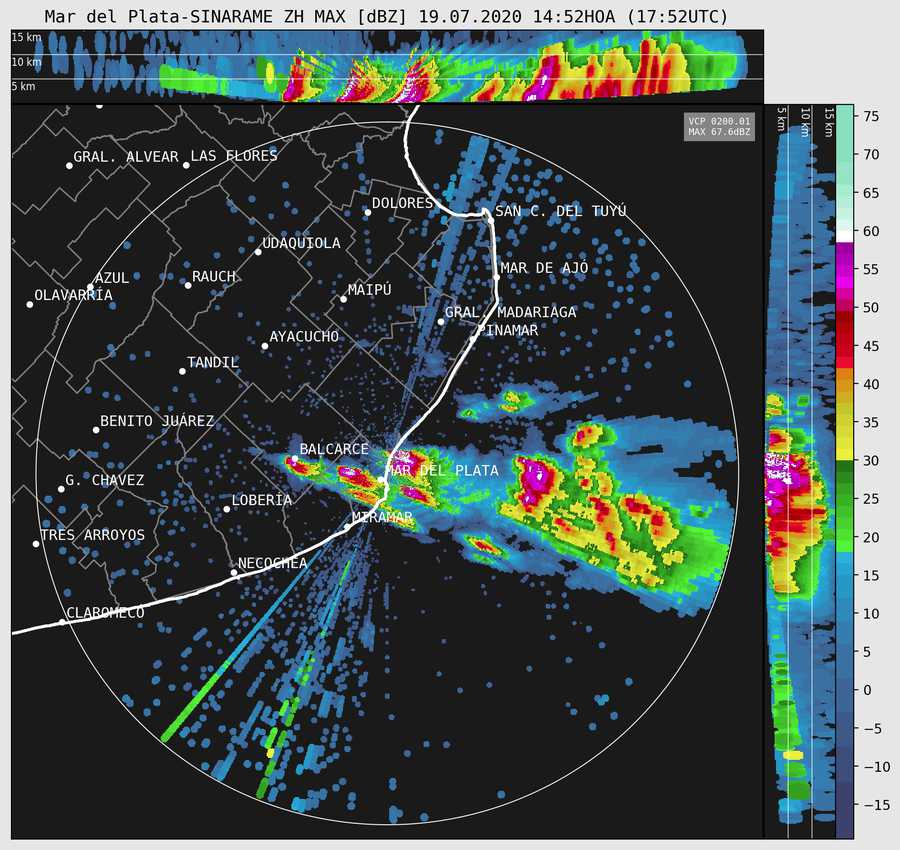 Mar del Plata-SINARAME ZH MAX [dBZ] 19.07.2020 14:52HOA (17:52UTC)
15 km
10 km
5 km
5 km
10 km
15 km
VCP 0200.01
MAX 67.6dBZ
GRAL. ALVEAR
LAS FLORES
DOLORES
SAN C. DEL TUYÚ
UDAQUIOLA
AZUL
RAUCH
MAR DE AJÓ
OLAVARRÍA
MAIPÚ
GRAL. MADARIAGA
PINAMAR
AYACUCHO
TANDIL
BENITO JUÁREZ
BALCARCE
MAR DEL PLATA
G. CHAVEZ
LOBERÍA
MIRAMAR
TRES ARROYOS
NECOCHEA
CLAROMECÓ
75
70
65
60
55
50
45
40
35
30
25
20
15
10
5
0
−5
−10
−15